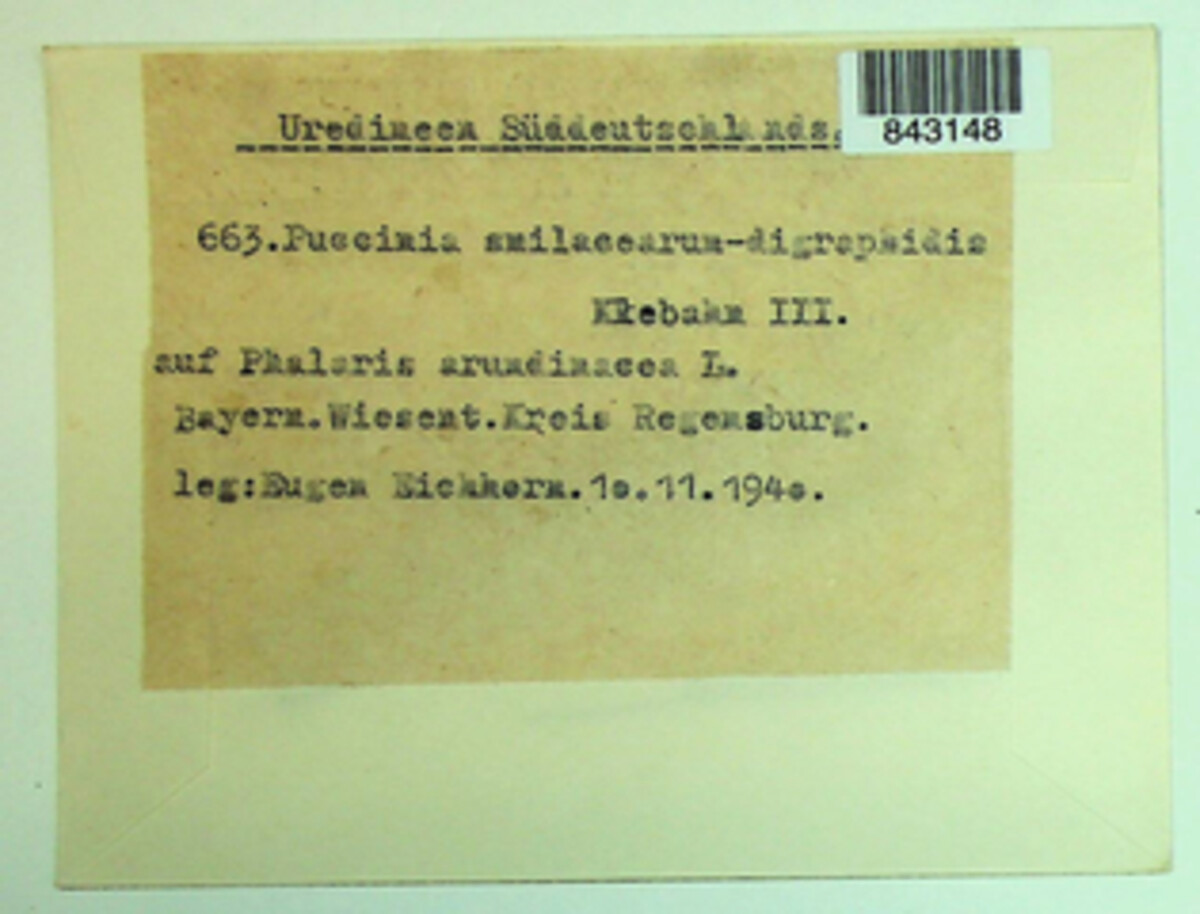 Uredineen Süddeutschlands.
843148
663.Puccinia smilacearum-digraphidis
Klebahn III.
auf Phalaris arundinacea L.
Bayern.Wiesent.Kreis Regensburg.
leg:Eugen Eichhorn.10.11.1940.